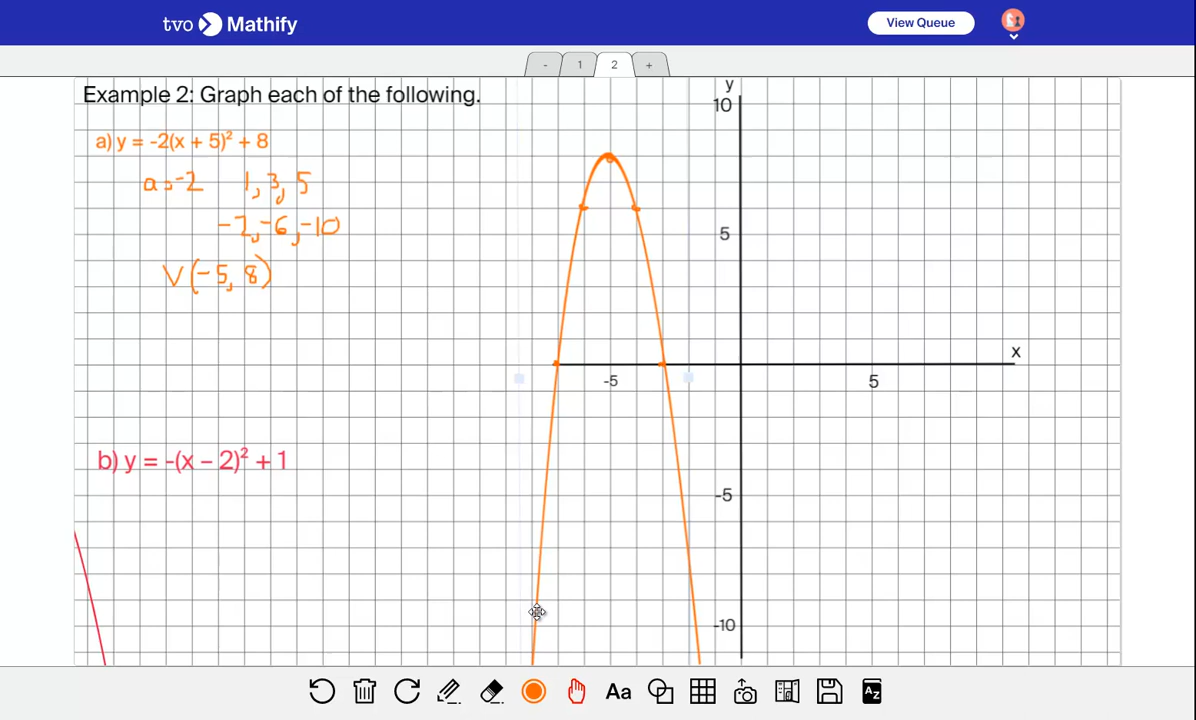 tvo Mathify
View Queue
- 1 2 +
Example 2: Graph each of the following.
a) y = -2(x + 5)² + 8
a = -2 1, 3, 5
-2, -6, -10
V(-5, 8)
b) y = -(x - 2)² + 1
y
10
5
x
-5 5
-5
-10
Aa
A-Z